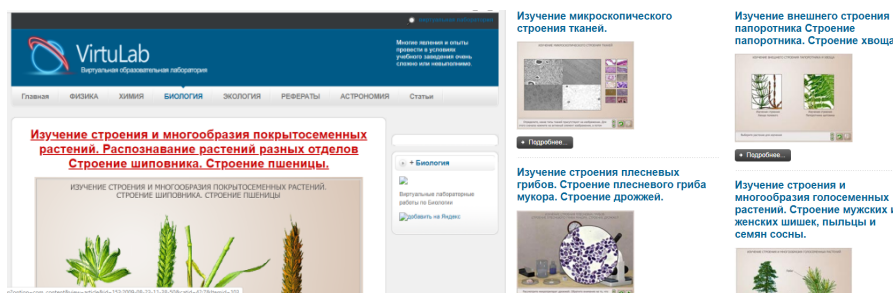 VirtuLab
Виртуальная образовательная лаборатория
Многие явления и опыты
провести в условиях
учебного заведения очень
сложно или невыполнимо.
Главная ФИЗИКА ХИМИЯ БИОЛОГИЯ ЭКОЛОГИЯ РЕФЕРАТЫ АСТРОНОМИЯ Статьи
Изучение строения и многообразия покрытосеменных
растений. Распознавание растений разных отделов
Строение шиповника. Строение пшеницы.
ИЗУЧЕНИЕ СТРОЕНИЯ И МНОГООБРАЗИЯ ПОКРЫТОСЕМЕННЫХ РАСТЕНИЙ.
СТРОЕНИЕ ШИПОВНИКА. СТРОЕНИЕ ПШЕНИЦЫ
+ Биология
Виртуальные лабораторные
работы по Биологии
добавить на Яндекс
Изучение микроскопического
строения тканей.
Подробнее...
Изучение строения плесневых
грибов. Строение плесневого гриба
мукора. Строение дрожжей.
Изучение внешнего строения
папоротника Строение
папоротника. Строение хвоща
Подробнее...
Изучение строения и
многообразия голосеменных
растений. Строение мужских и
женских шишек, пыльцы и
семян сосны.